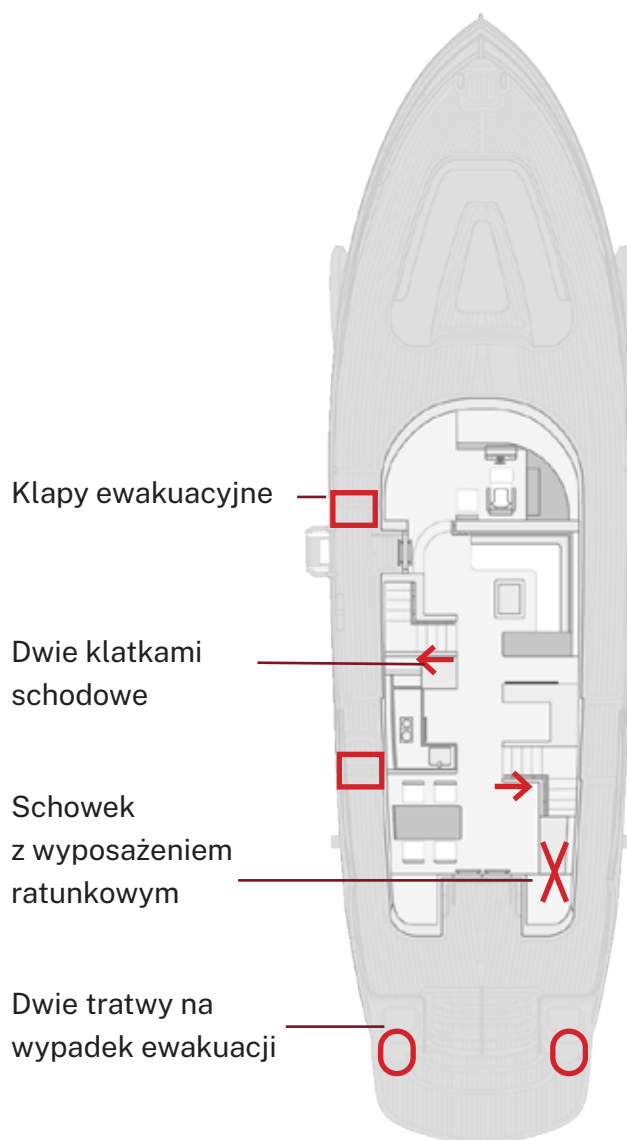 Klapy ewakuacyjne
Dwie klatkami
schodowe
Schowek
z wyposażeniem
ratunkowym
Dwie tratwy na
wypadek ewakuacji